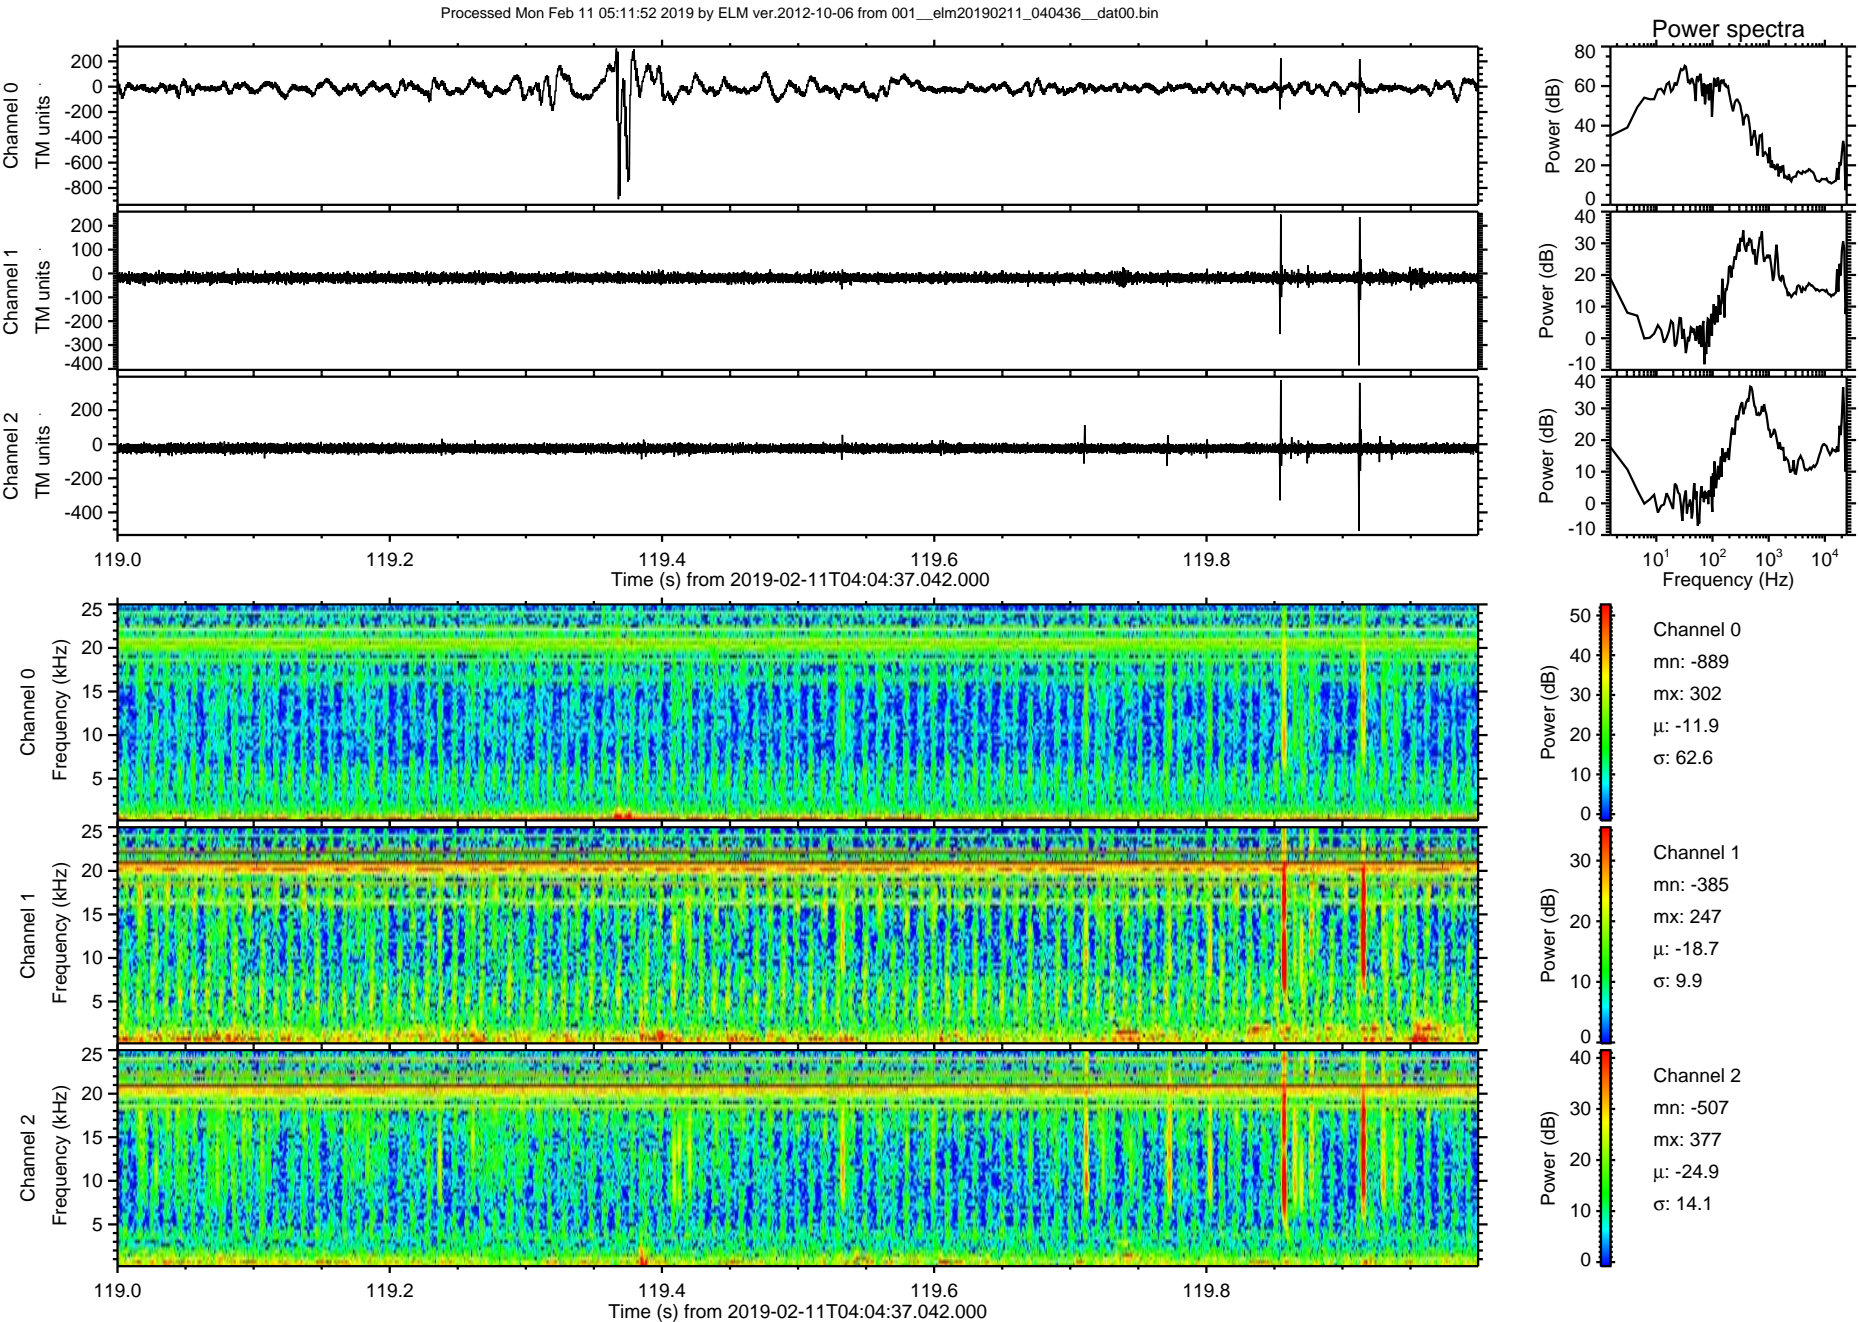 Processed Mon Feb 11 05:11:52 2019 by ELM ver.2012-10-06 from 001__elm20190211_040436__dat00.bin
Power spectra
Channel 0
TM units
200
0
-200
-400
-600
-800
Power (dB)
80
60
40
20
0
Channel 1
TM units
200
100
0
-100
-200
-300
-400
Power (dB)
40
30
20
10
0
-10
Channel 2
TM units
200
0
-200
-400
Power (dB)
40
30
20
10
0
-10
119.0 119.2 119.4 119.6 119.8
Time (s) from 2019-02-11T04:04:37.042.000
10^1 10^2 10^3 10^4
Frequency (Hz)
Channel 0
Frequency (kHz)
25
20
15
10
5
Power (dB)
50
40
30
20
10
0
Channel 0
mn: -889
mx: 302
μ: -11.9
σ: 62.6
Channel 1
Frequency (kHz)
25
20
15
10
5
Power (dB)
30
20
10
0
Channel 1
mn: -385
mx: 247
μ: -18.7
σ: 9.9
Channel 2
Frequency (kHz)
25
20
15
10
5
Power (dB)
40
30
20
10
0
Channel 2
mn: -507
mx: 377
μ: -24.9
σ: 14.1
119.0 119.2 119.4 119.6 119.8
Time (s) from 2019-02-11T04:04:37.042.000